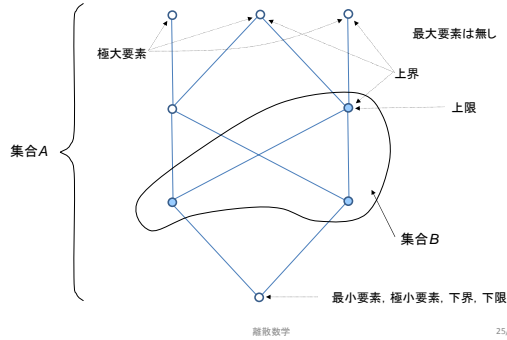 最大要素は無し
極大要素
上界
上限
集合A
集合B
最小要素, 極小要素, 下界, 下限
離散数学
25/